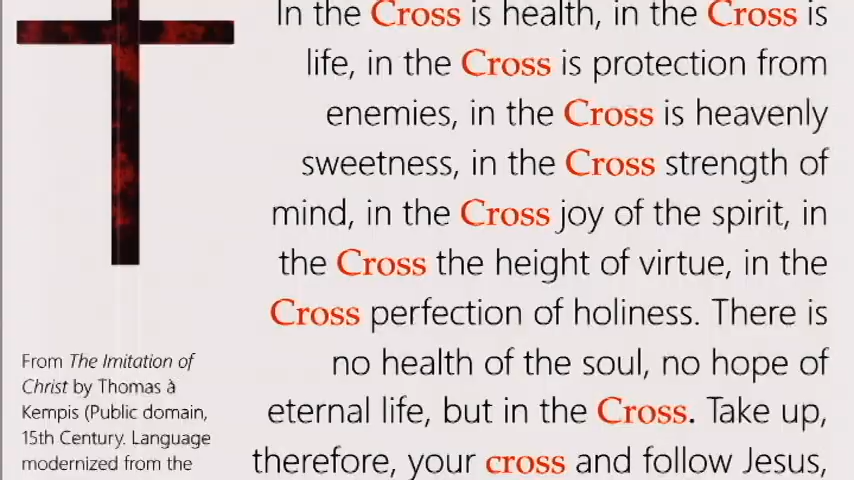 In the Cross is health, in the Cross is
life, in the Cross is protection from
enemies, in the Cross is heavenly
sweetness, in the Cross strength of
mind, in the Cross joy of the spirit, in
the Cross the height of virtue, in the
Cross perfection of holiness. There is
no health of the soul, no hope of
eternal life, but in the Cross. Take up,
therefore, your cross and follow Jesus,
From The Imitation of
Christ by Thomas à
Kempis (Public domain,
15th Century. Language
modernized from the